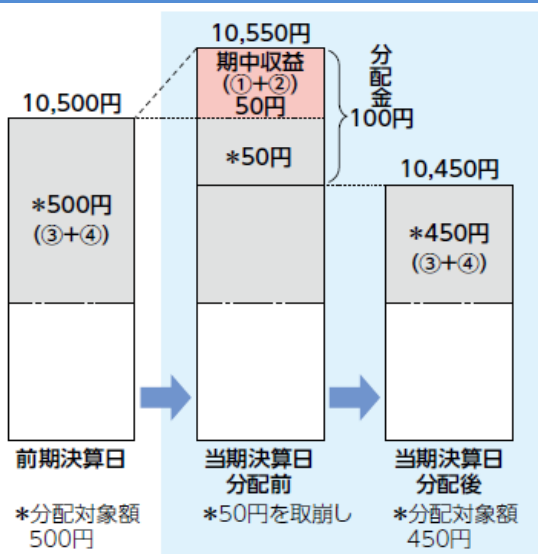 10,500円
*500円
(③+④)
前期決算日
*分配対象額
500円
10,550円
期中収益
(①+②)
50円
*50円
分配金
100円
当期決算日
分配前
*50円を取崩し
10,450円
*450円
(③+④)
当期決算日
分配後
*分配対象額
450円